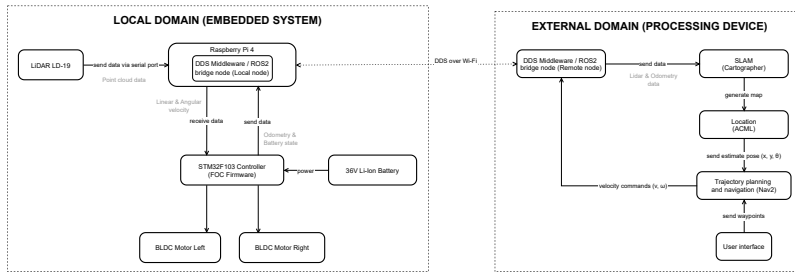 LOCAL DOMAIN (EMBEDDED SYSTEM)
LiDAR LD-19
send data via serial port
Point cloud data
Raspberry Pi 4
DDS Middleware / ROS2
bridge node (Local node)
Linear & Angular
velocity
receive data
send data
Odometry &
Battery state
STM32F103 Controller
(FOC Firmware)
power
36V Li-Ion Battery
BLDC Motor Left
BLDC Motor Right
DDS over Wi-Fi
EXTERNAL DOMAIN (PROCESSING DEVICE)
DDS Middleware / ROS2
bridge node (Remote node)
send data
Lidar & Odometry
data
SLAM
(Cartographer)
generate map
Location
(ACML)
send estimate pose (x, y, θ)
Trajectory planning
and navigation (Nav2)
velocity commands (v, ω)
send waypoints
User interface